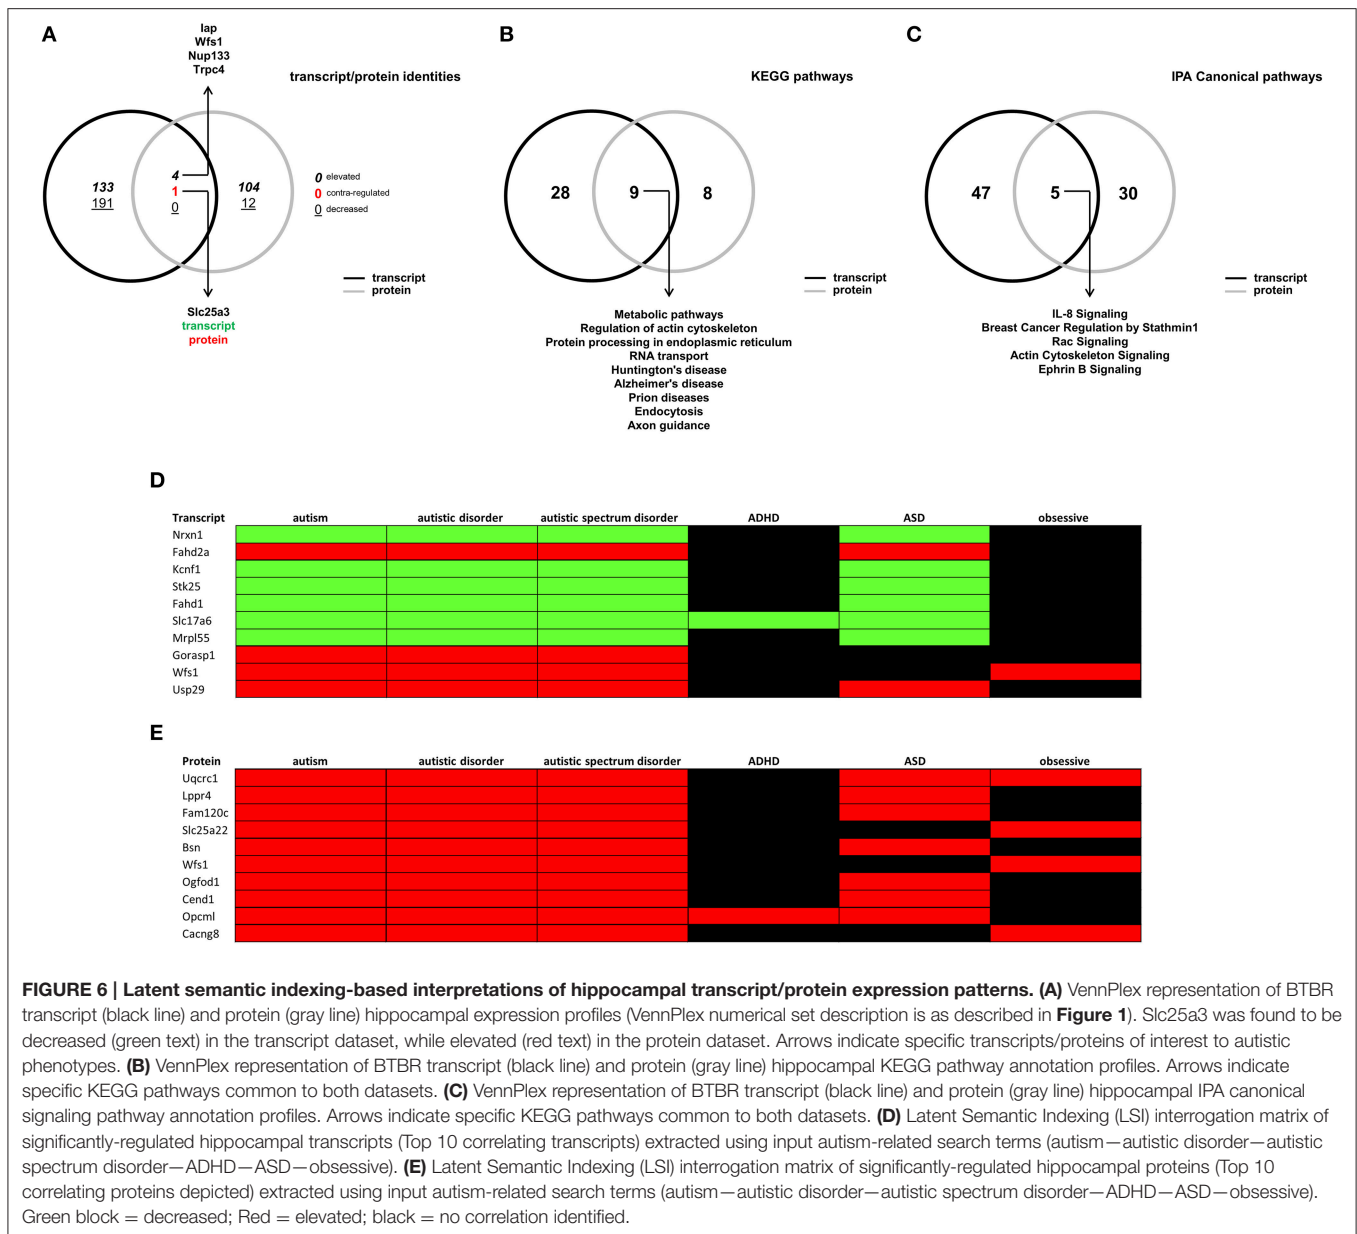 A
Iap
Wfs1
Nup133
Trpc4
transcript/protein identities
133
191
4
1
0
104
12
0 elevated
0 contra-regulated
0 decreased
transcript
protein
Slc25a3
transcript
protein
B
KEGG pathways
28
9
8
transcript
protein
Metabolic pathways
Regulation of actin cytoskeleton
Protein processing in endoplasmic reticulum
RNA transport
Huntington's disease
Alzheimer's disease
Prion diseases
Endocytosis
Axon guidance
C
IPA Canonical pathways
47
5
30
transcript
protein
IL-8 Signaling
Breast Cancer Regulation by Stathmin1
Rac Signaling
Actin Cytoskeleton Signaling
Ephrin B Signaling
D
Transcript autism autistic disorder autistic spectrum disorder ADHD ASD obsessive
Nrxn1
Fahd2a
Kcnf1
Stk25
Fahd1
Slc17a6
Mrpl55
Gorasp1
Wfs1
Usp29
E
Protein autism autistic disorder autistic spectrum disorder ADHD ASD obsessive
Uqcrc1
Lppr4
Fam120c
Slc25a22
Bsn
Wfs1
Ogfod1
Cend1
Opcml
Cacng8
FIGURE 6 | Latent semantic indexing-based interpretations of hippocampal transcript/protein expression patterns. (A) VennPlex representation of BTBR
transcript (black line) and protein (gray line) hippocampal expression profiles (VennPlex numerical set description is as described in Figure 1). Slc25a3 was found to be
decreased (green text) in the transcript dataset, while elevated (red text) in the protein dataset. Arrows indicate specific transcripts/proteins of interest to autistic
phenotypes. (B) VennPlex representation of BTBR transcript (black line) and protein (gray line) hippocampal KEGG pathway annotation profiles. Arrows indicate
specific KEGG pathways common to both datasets. (C) VennPlex representation of BTBR transcript (black line) and protein (gray line) hippocampal IPA canonical
signaling pathway annotation profiles. Arrows indicate specific KEGG pathways common to both datasets. (D) Latent Semantic Indexing (LSI) interrogation matrix of
significantly-regulated hippocampal transcripts (Top 10 correlating transcripts) extracted using input autism-related search terms (autism—autistic disorder—autistic
spectrum disorder—ADHD—ASD—obsessive). (E) Latent Semantic Indexing (LSI) interrogation matrix of significantly-regulated hippocampal proteins (Top 10
correlating proteins depicted) extracted using input autism-related search terms (autism—autistic disorder—autistic spectrum disorder—ADHD—ASD—obsessive).
Green block = decreased; Red = elevated; black = no correlation identified.